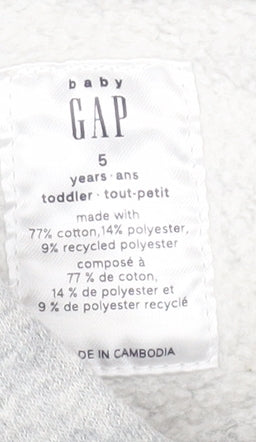 baby
GAP
5
years · ans
toddler · tout-petit
made with
77% cotton,14% polyester,
9% recycled polyester
composé à
77 % de coton,
14 % de polyester et
9 % de polyester recyclé
DE IN CAMBODIA